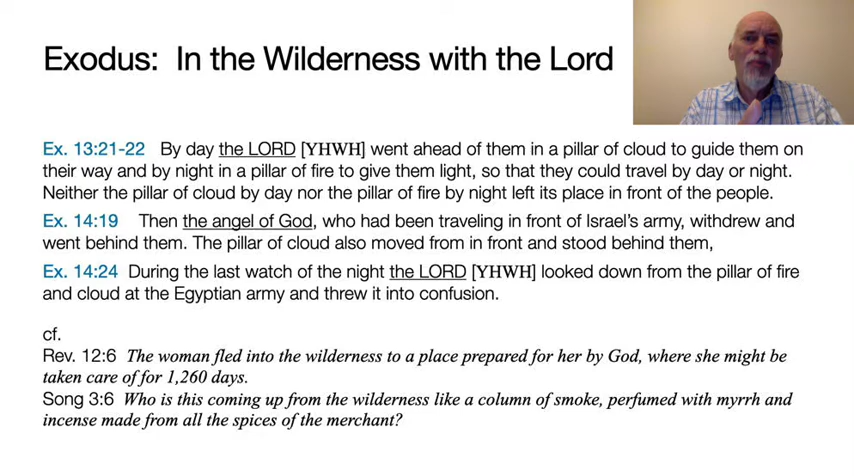 Exodus:  In the Wilderness with the Lord
Ex. 13:21-22   By day the LORD [YHWH] went ahead of them in a pillar of cloud to guide them on
their way and by night in a pillar of fire to give them light, so that they could travel by day or night.
Neither the pillar of cloud by day nor the pillar of fire by night left its place in front of the people.
Ex. 14:19    Then the angel of God, who had been traveling in front of Israel’s army, withdrew and
went behind them. The pillar of cloud also moved from in front and stood behind them,
Ex. 14:24  During the last watch of the night the LORD [YHWH] looked down from the pillar of fire
and cloud at the Egyptian army and threw it into confusion.
cf.
Rev. 12:6  The woman fled into the wilderness to a place prepared for her by God, where she might be
taken care of for 1,260 days.
Song 3:6  Who is this coming up from the wilderness like a column of smoke, perfumed with myrrh and
incense made from all the spices of the merchant?